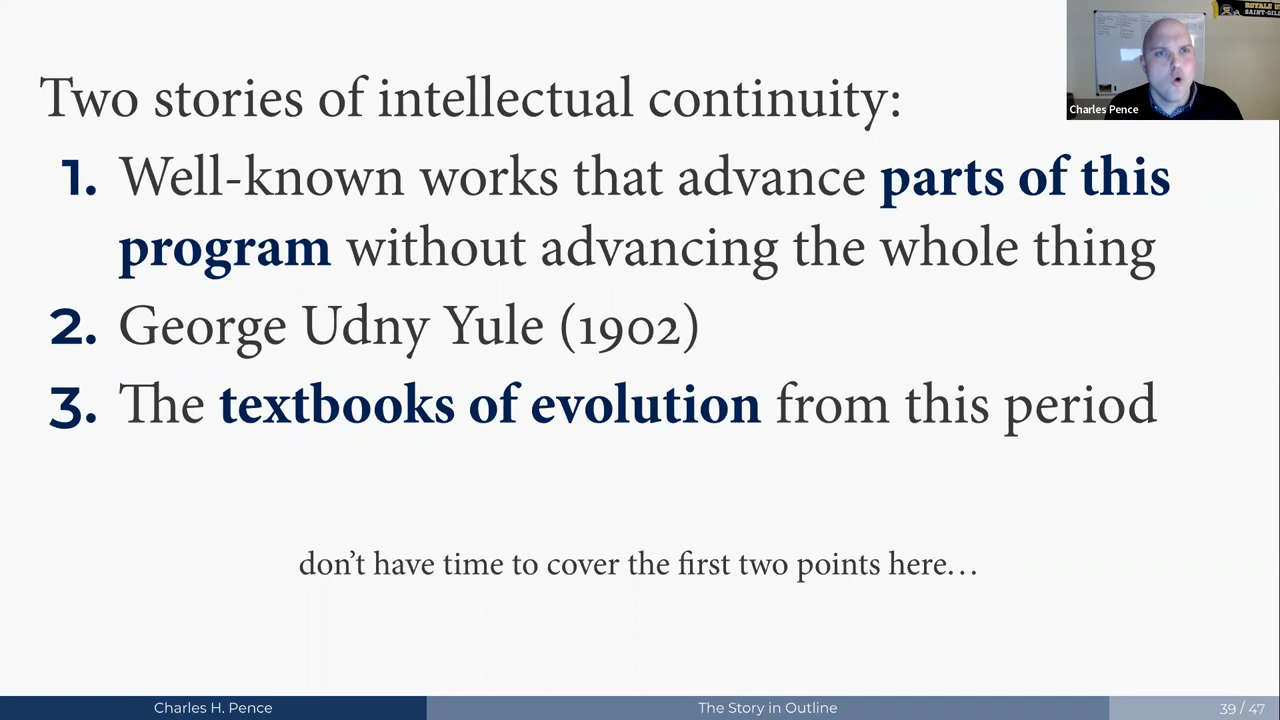 Two stories of intellectual continuity:
1. Well-known works that advance parts of this
program without advancing the whole thing
2. George Udny Yule (1902)
3. The textbooks of evolution from this period
don’t have time to cover the first two points here…
Charles Pence
Charles H. Pence
The Story in Outline
39 / 47